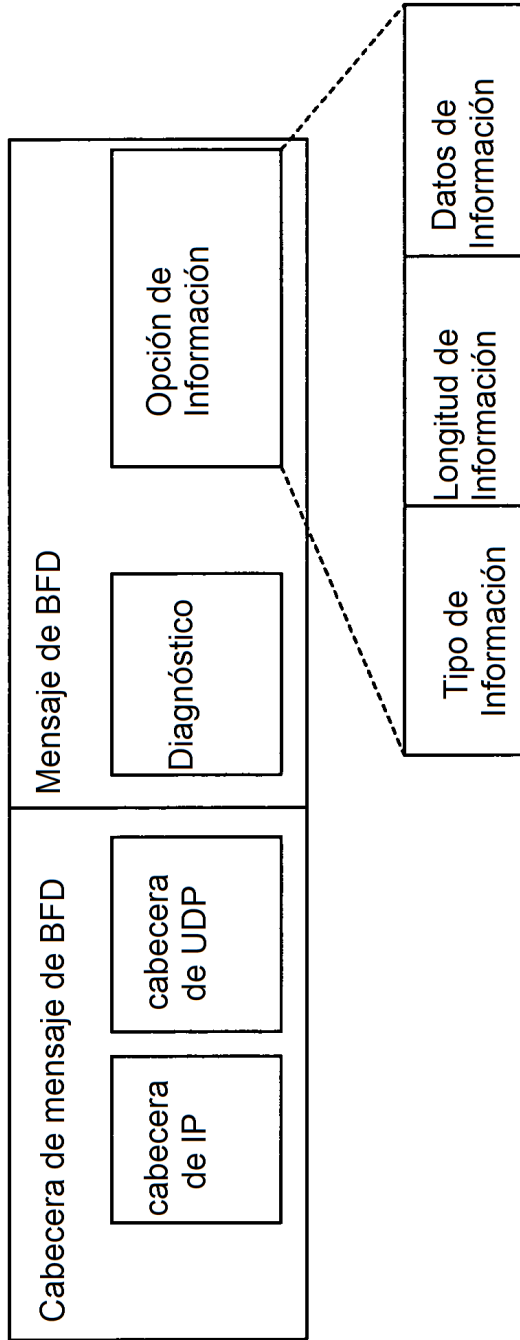 Cabecera de mensaje de BFD
cabecera
de IP
cabecera
de UDP
Mensaje de BFD
Diagnóstico
Opción de
Información
Tipo de
Información
Longitud de
Información
Datos de
Información